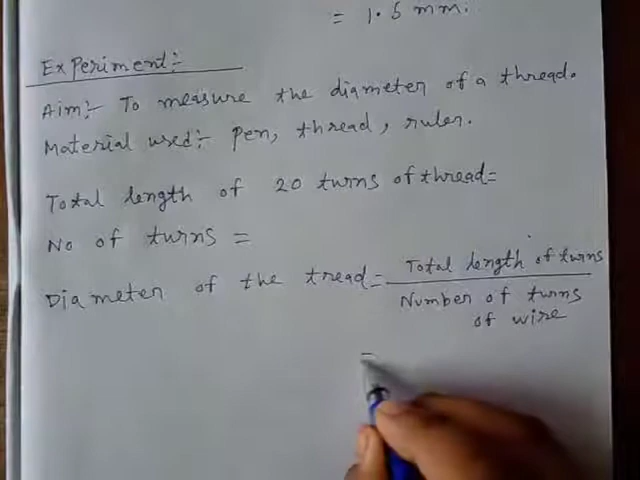 = 1.5 mm.
Experiment:-
Aim:- To measure the diameter of a thread.
Material used:- Pen, thread, ruler.
Total length of 20 turns of thread=
No of turns =
Diameter of the tread= Total length of turns
Number of turns
of wire
=